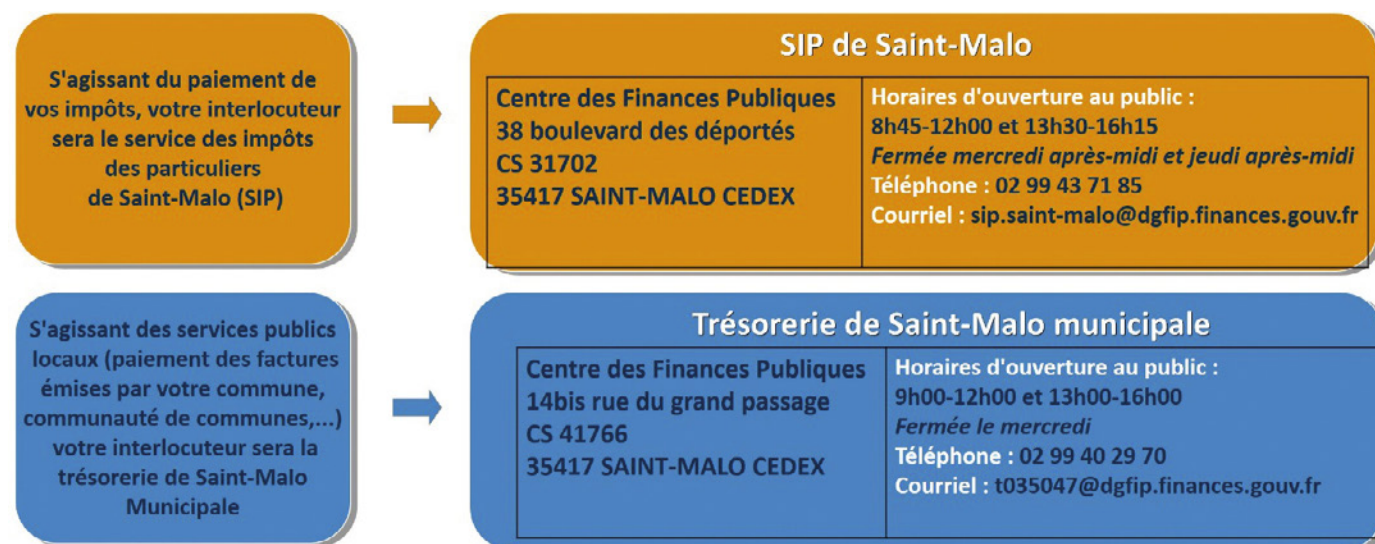 S'agissant du paiement de
vos impôts, votre interlocuteur
sera le service des impôts
des particuliers
de Saint-Malo (SIP)
SIP de Saint-Malo
Centre des Finances Publiques
38 boulevard des déportés
CS 31702
35417 SAINT-MALO CEDEX
Horaires d'ouverture au public :
8h45-12h00 et 13h30-16h15
Fermée mercredi après-midi et jeudi après-midi
Téléphone : 02 99 43 71 85
Courriel : sip.saint-malo@dgfip.finances.gouv.fr
S'agissant des services publics
locaux (paiement des factures
émises par votre commune,
communauté de communes,...)
votre interlocuteur sera la
trésorerie de Saint-Malo
Municipale
Trésorerie de Saint-Malo municipale
Centre des Finances Publiques
14bis rue du grand passage
CS 41766
35417 SAINT-MALO CEDEX
Horaires d'ouverture au public :
9h00-12h00 et 13h00-16h00
Fermée le mercredi
Téléphone : 02 99 40 29 70
Courriel : t035047@dgfip.finances.gouv.fr